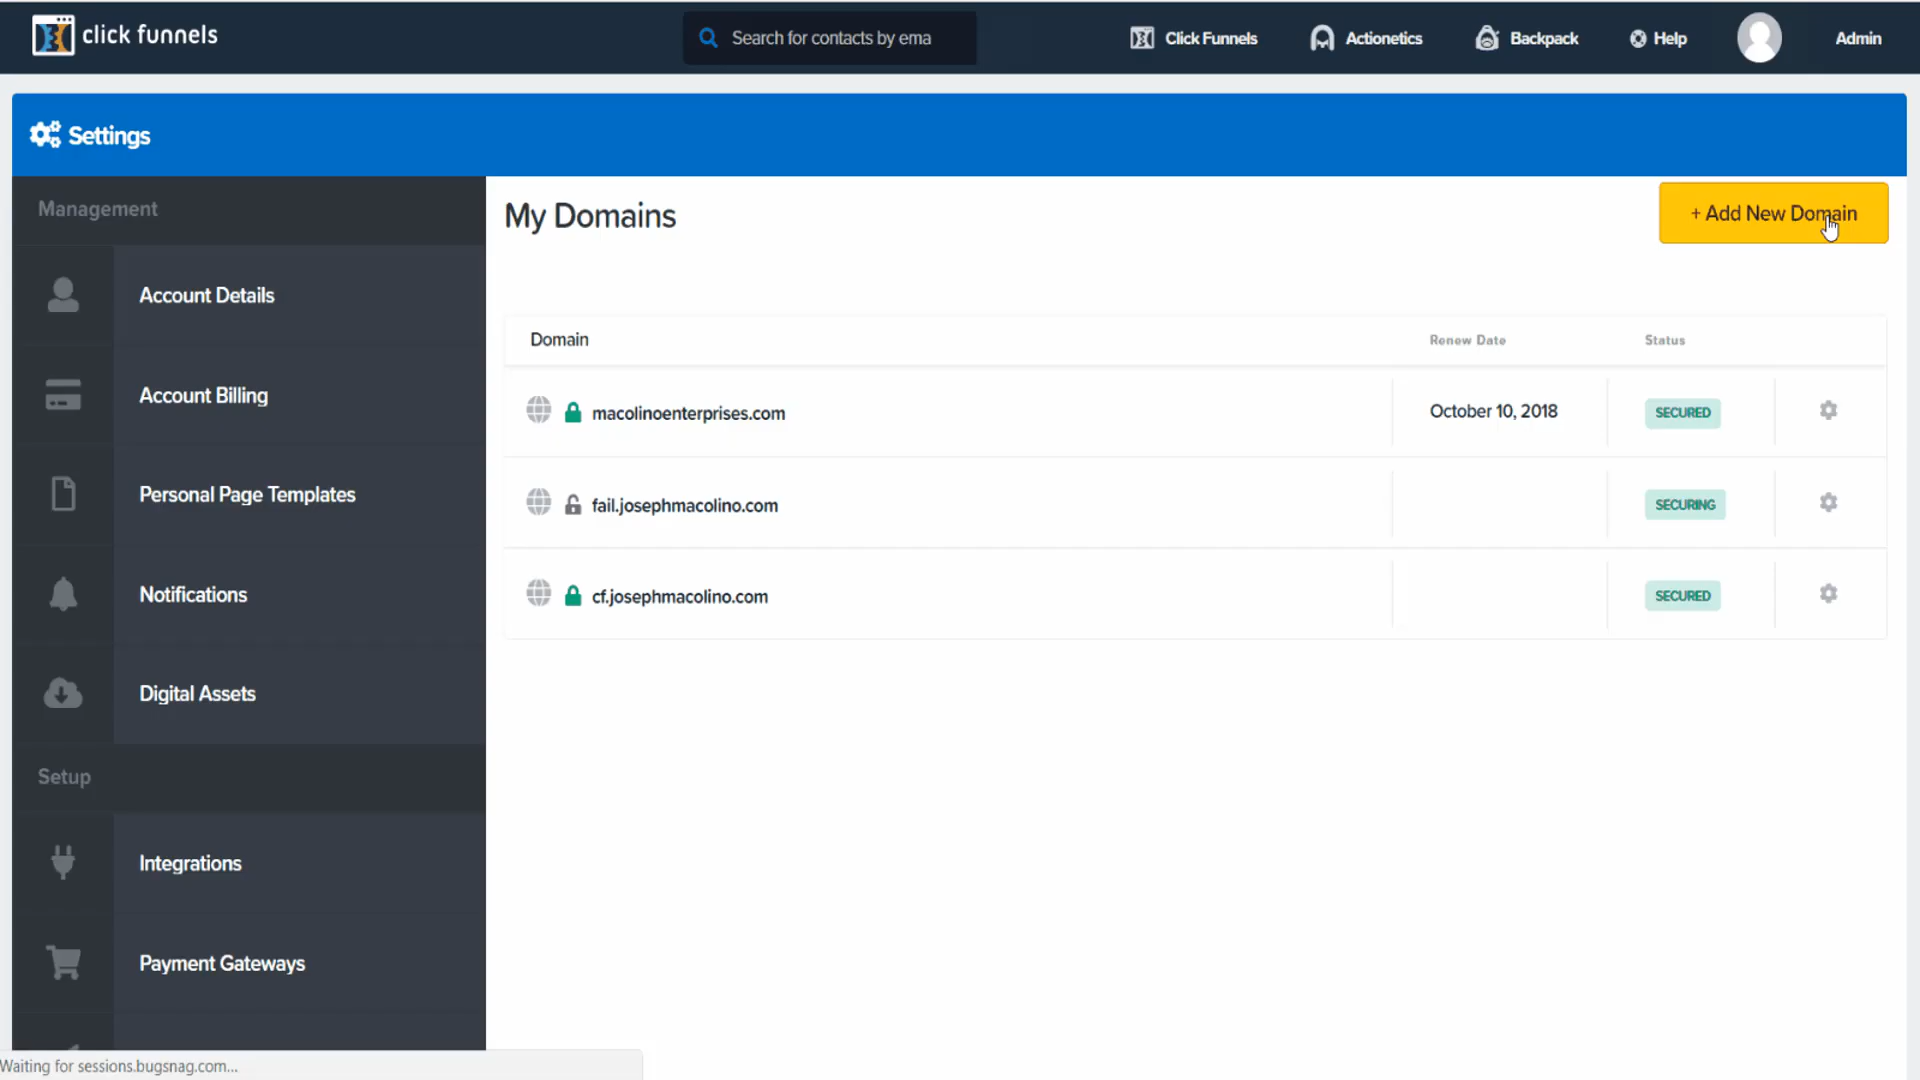 click funnels
Search for contacts by ema
Click Funnels
Actionetics
Backpack
Help
Admin
Settings
Management
Account Details
Account Billing
Personal Page Templates
Notifications
Digital Assets
Setup
Integrations
Payment Gateways
My Domains
+ Add New Domain
Domain Renew Date Status
macolinoenterprises.com October 10, 2018 SECURED
fail.josephmacolino.com SECURING
cf.josephmacolino.com SECURED
Waiting for sessions.bugsnag.com...